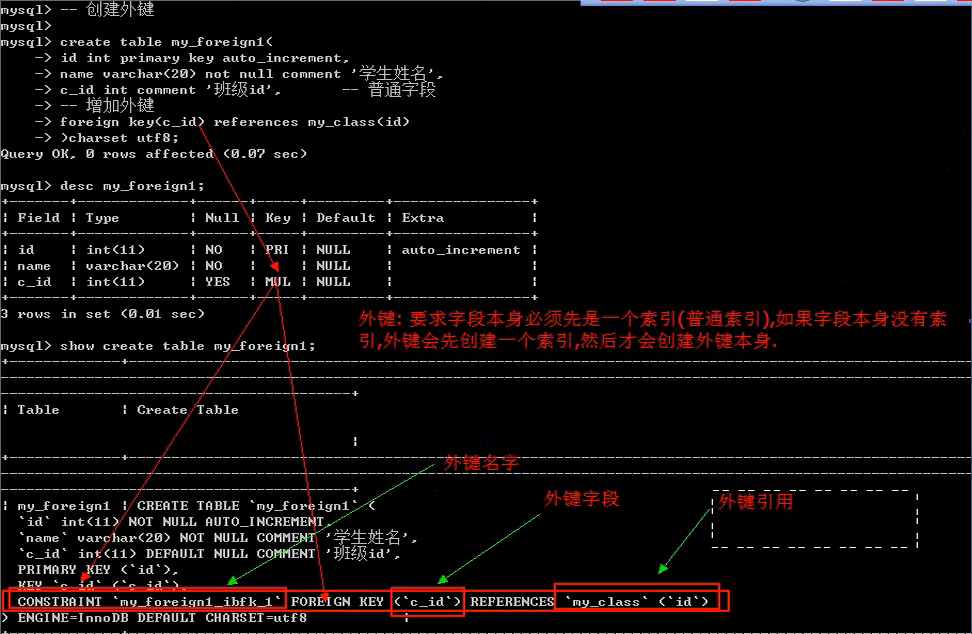 mysql> -- 创建外键
mysql>
mysql> create table my_foreign1(
-> id int primary key auto_increment,
-> name varchar(20) not null comment '学生姓名',
-> c_id int comment '班级id', -- 普通字段
-> -- 增加外键
-> foreign key(c_id) references my_class(id)
-> )charset utf8;
Query OK, 0 rows affected (0.07 sec)
mysql> desc my_foreign1;
| Field | Type | Null | Key | Default | Extra |
| id | int(11) | NO | PRI | NULL | auto_increment |
| name | varchar(20) | NO | | NULL | |
| c_id | int(11) | YES | MUL | NULL | |
3 rows in set (0.01 sec)
外键: 要求字段本身必须先是一个索引(普通索引),如果字段本身没有索
引,外键会先创建一个索引,然后才会创建外键本身.
mysql> show create table my_foreign1;
| Table | Create Table
|
外键名字
外键字段
外键引用
| my_foreign1 | CREATE TABLE `my_foreign1` (
`id` int(11) NOT NULL AUTO_INCREMENT,
`name` varchar(20) NOT NULL COMMENT '学生姓名',
`c_id` int(11) DEFAULT NULL COMMENT '班级id',
PRIMARY KEY (`id`),
KEY `c_id` (`c_id`),
CONSTRAINT `my_foreign1_ibfk_1` FOREIGN KEY (`c_id`) REFERENCES `my_class` (`id`)
) ENGINE=InnoDB DEFAULT CHARSET=utf8 |